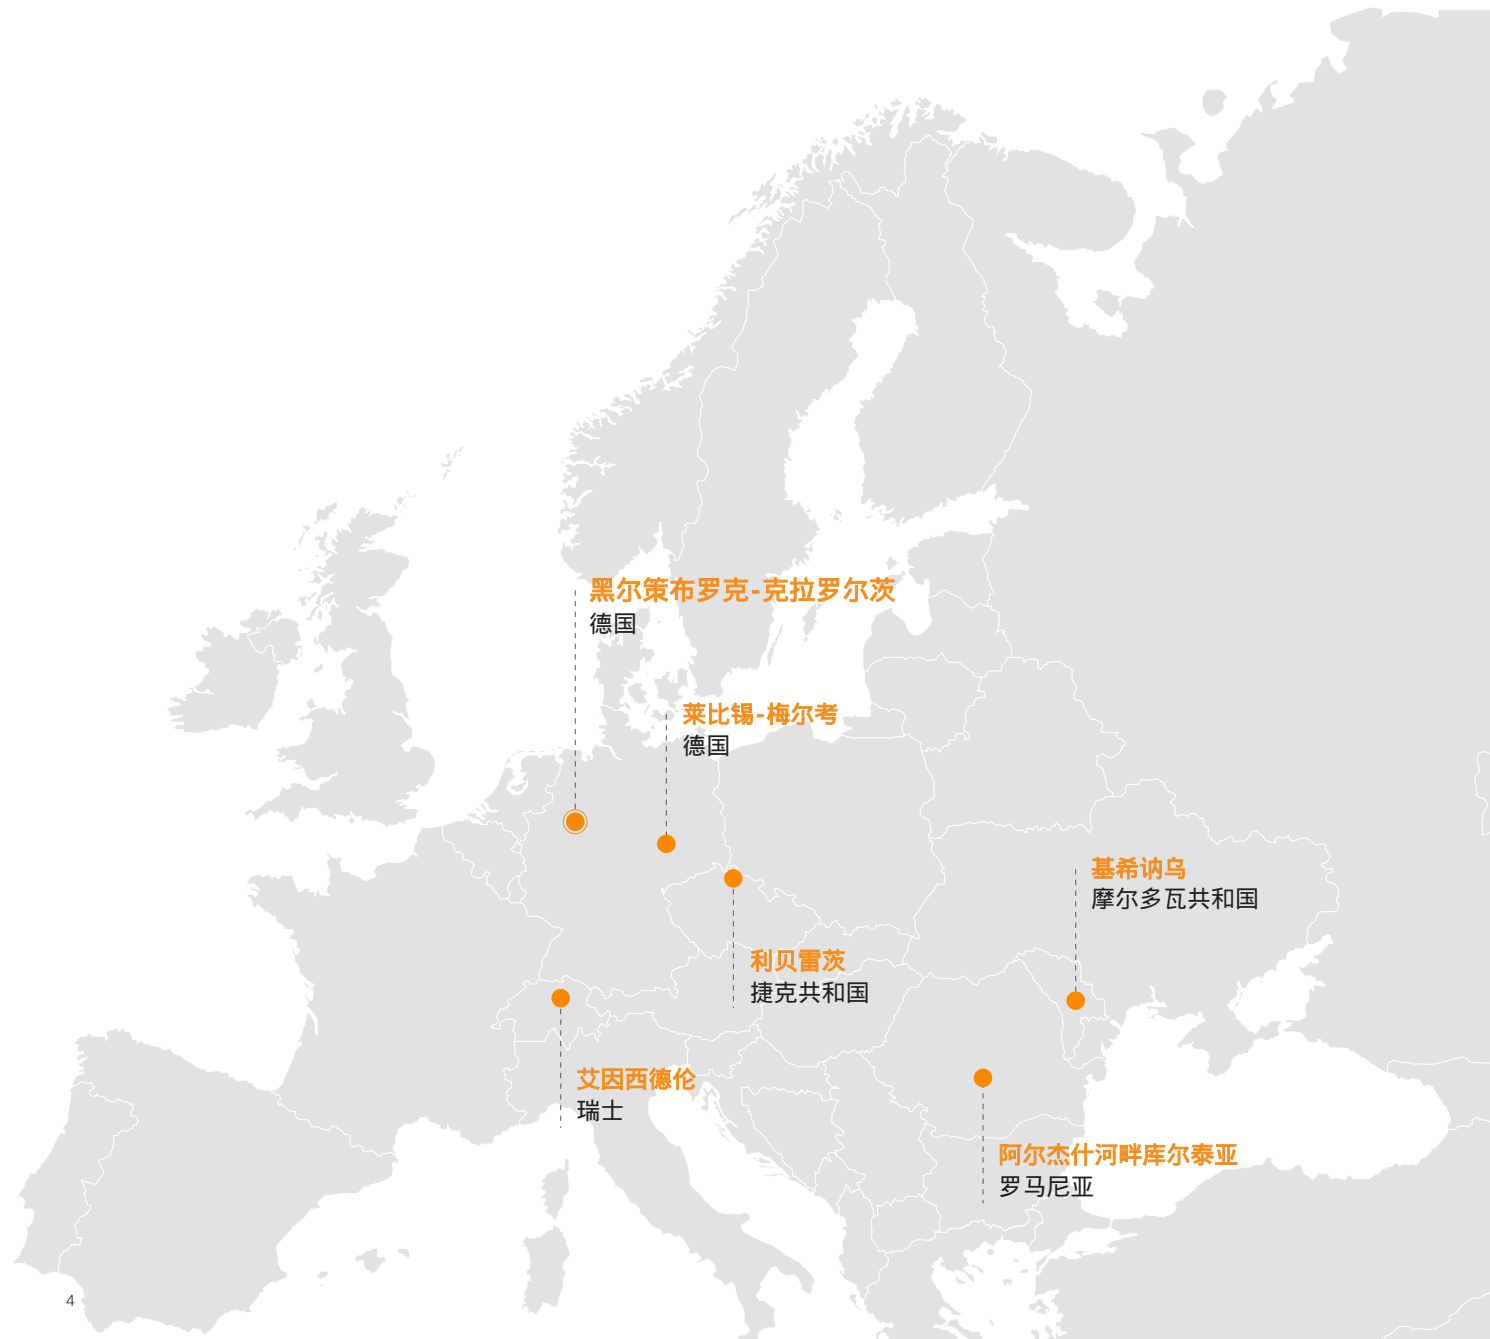 黑尔策布罗克-克拉罗尔茨
德国
莱比锡-梅尔考
德国
基希讷乌
摩尔多瓦共和国
利贝雷茨
捷克共和国
艾因西德伦
瑞士
阿尔杰什河畔库尔泰亚
罗马尼亚
4